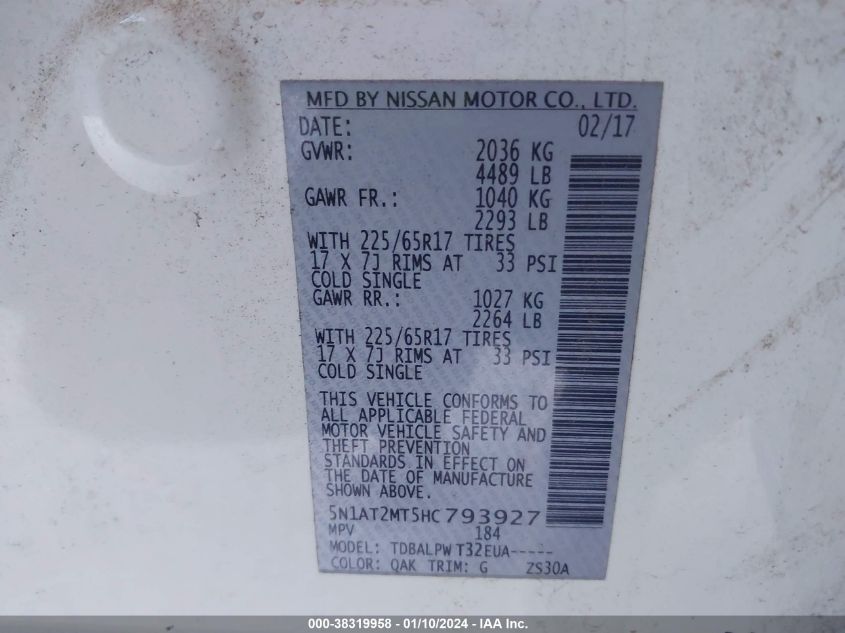 MFD BY NISSAN MOTOR CO., LTD.
DATE: 02/17
GVWR: 2036 KG
4489 LB
GAWR FR.: 1040 KG
2293 LB
WITH 225/65R17 TIRES
17 X 7J RIMS AT 33 PSI
COLD SINGLE
GAWR RR.: 1027 KG
2264 LB
WITH 225/65R17 TIRES
17 X 7J RIMS AT 33 PSI
COLD SINGLE
THIS VEHICLE CONFORMS TO
ALL APPLICABLE FEDERAL
MOTOR VEHICLE SAFETY AND
THEFT PREVENTION
STANDARDS IN EFFECT ON
THE DATE OF MANUFACTURE
SHOWN ABOVE.
5N1AT2MT5HC793927
MPV 184
MODEL: TDBALPW T32EUA-----
COLOR: QAK TRIM: G ZS30A
000-38319958 - 01/10/2024 - IAA Inc.